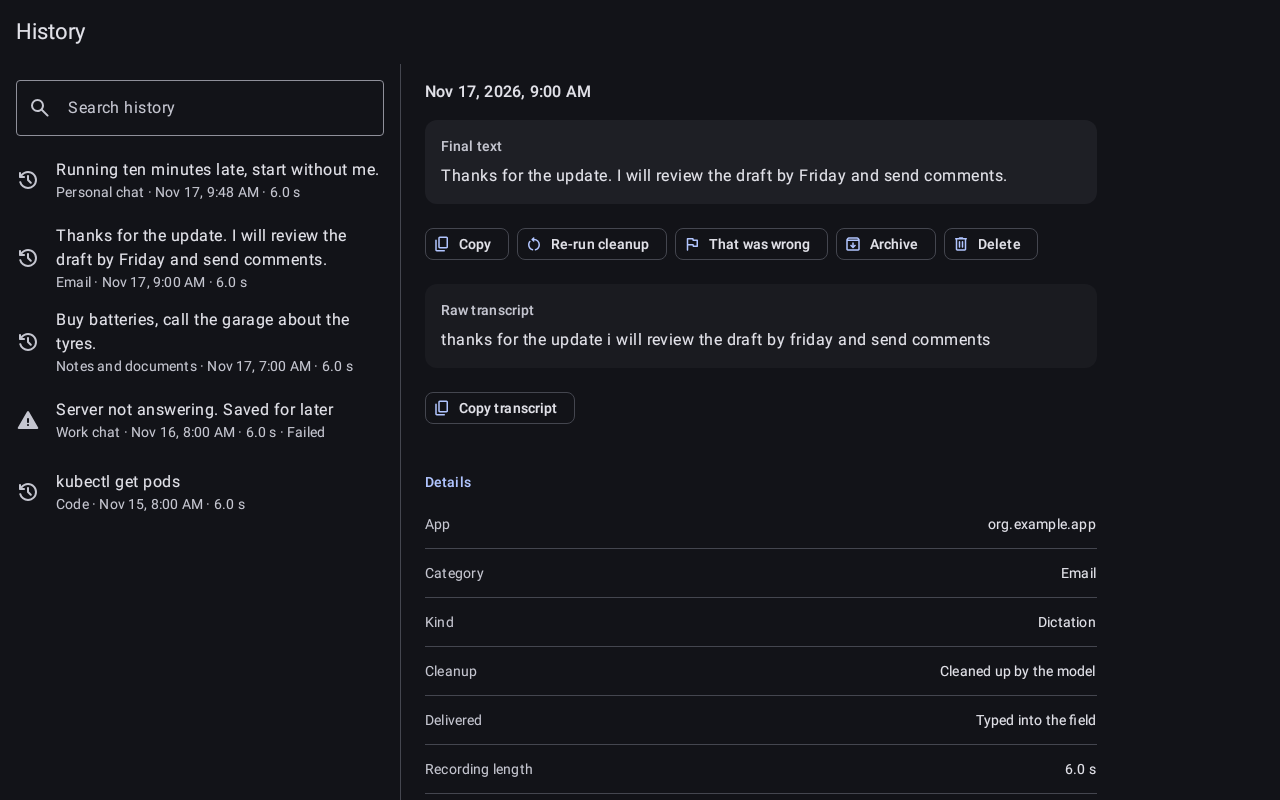 History
Search history
Running ten minutes late, start without me.
Personal chat · Nov 17, 9:48 AM · 6.0 s
Thanks for the update. I will review the
draft by Friday and send comments.
Email · Nov 17, 9:00 AM · 6.0 s
Buy batteries, call the garage about the
tyres.
Notes and documents · Nov 17, 7:00 AM · 6.0 s
Server not answering. Saved for later
Work chat · Nov 16, 8:00 AM · 6.0 s · Failed
kubectl get pods
Code · Nov 15, 8:00 AM · 6.0 s
Nov 17, 2026, 9:00 AM
Final text
Thanks for the update. I will review the draft by Friday and send comments.
Copy
Re-run cleanup
That was wrong
Archive
Delete
Raw transcript
thanks for the update i will review the draft by friday and send comments
Copy transcript
Details
App org.example.app
Category Email
Kind Dictation
Cleanup Cleaned up by the model
Delivered Typed into the field
Recording length 6.0 s